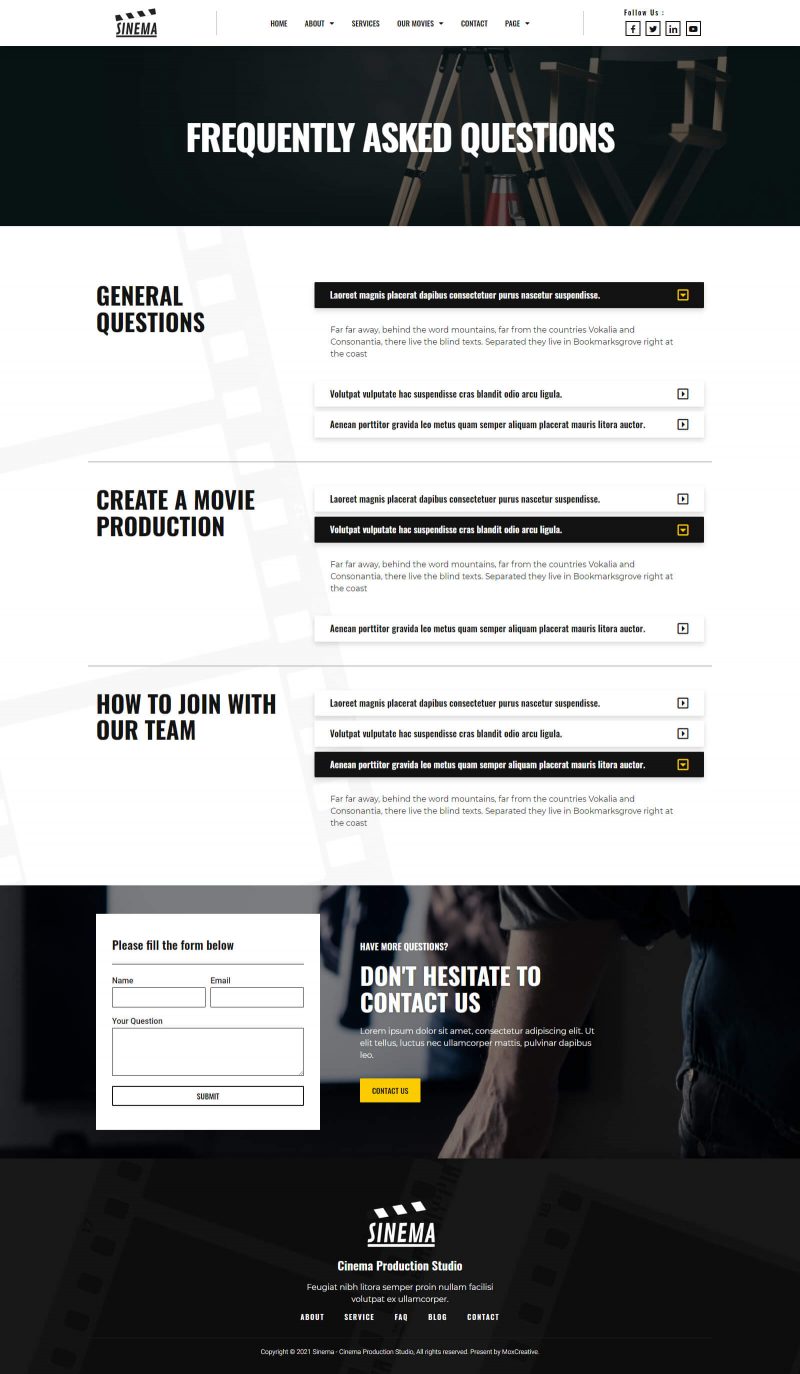 SINEMA
HOME ABOUT SERVICES OUR MOVIES CONTACT PAGE
Follow Us :
FREQUENTLY ASKED QUESTIONS
GENERAL
QUESTIONS
Laoreet magnis placerat dapibus consectetuer purus nascetur suspendisse.
Far far away, behind the word mountains, far from the countries Vokalia and
Consonantia, there live the blind texts. Separated they live in Bookmarksgrove right at
the coast
Volutpat vulputate hac suspendisse cras blandit odio arcu ligula.
Aenean porttitor gravida leo metus quam semper aliquam placerat mauris litora auctor.
CREATE A MOVIE
PRODUCTION
Laoreet magnis placerat dapibus consectetuer purus nascetur suspendisse.
Volutpat vulputate hac suspendisse cras blandit odio arcu ligula.
Far far away, behind the word mountains, far from the countries Vokalia and
Consonantia, there live the blind texts. Separated they live in Bookmarksgrove right at
the coast
Aenean porttitor gravida leo metus quam semper aliquam placerat mauris litora auctor.
HOW TO JOIN WITH
OUR TEAM
Laoreet magnis placerat dapibus consectetuer purus nascetur suspendisse.
Volutpat vulputate hac suspendisse cras blandit odio arcu ligula.
Aenean porttitor gravida leo metus quam semper aliquam placerat mauris litora auctor.
Far far away, behind the word mountains, far from the countries Vokalia and
Consonantia, there live the blind texts. Separated they live in Bookmarksgrove right at
the coast
Please fill the form below
Name Email
Your Question
SUBMIT
HAVE MORE QUESTIONS?
DON'T HESITATE TO
CONTACT US
Lorem ipsum dolor sit amet, consectetur adipiscing elit. Ut
elit tellus, luctus nec ullamcorper mattis, pulvinar dapibus
leo.
CONTACT US
SINEMA
Cinema Production Studio
Feugiat nibh litora semper proin nullam facilisi
volutpat ex ullamcorper.
ABOUT SERVICE FAQ BLOG CONTACT
Copyright © 2021 Sinema - Cinema Production Studio, All rights reserved. Present by MoxCreative.